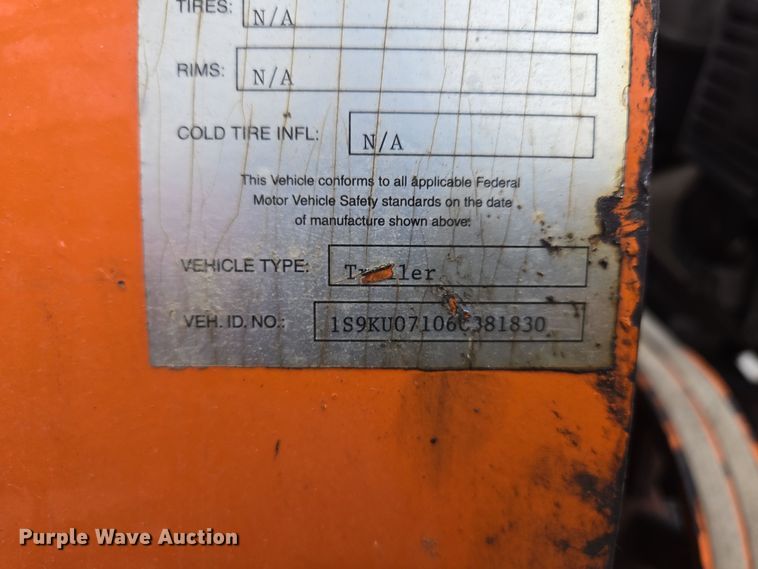 TIRES: N/A
RIMS: N/A
COLD TIRE INFL: N/A
This Vehicle conforms to all applicable Federal
Motor Vehicle Safety standards on the date
of manufacture shown above:
VEHICLE TYPE: Trailer
VEH. ID. NO.: 1S9KU07106C381830
Purple Wave Auction